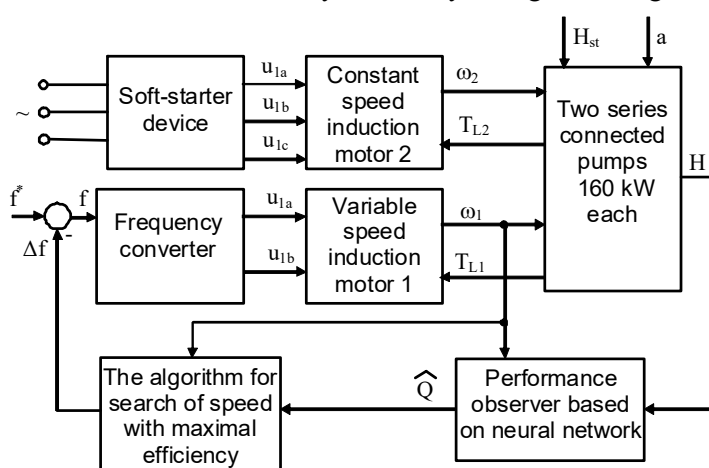 H_st
a
~
Soft-starter
device
u_1a
u_1b
u_1c
Constant
speed
induction
motor 2
ω_2
T_L2
Two series
connected
pumps
160 kW
each
H
f^*
f
-
Δf
Frequency
converter
u_1a
u_1b
Variable
speed
induction
motor 1
ω_1
T_L1
The algorithm for
search of speed
with maximal
efficiency
Q̂
Performance
observer based
on neural network